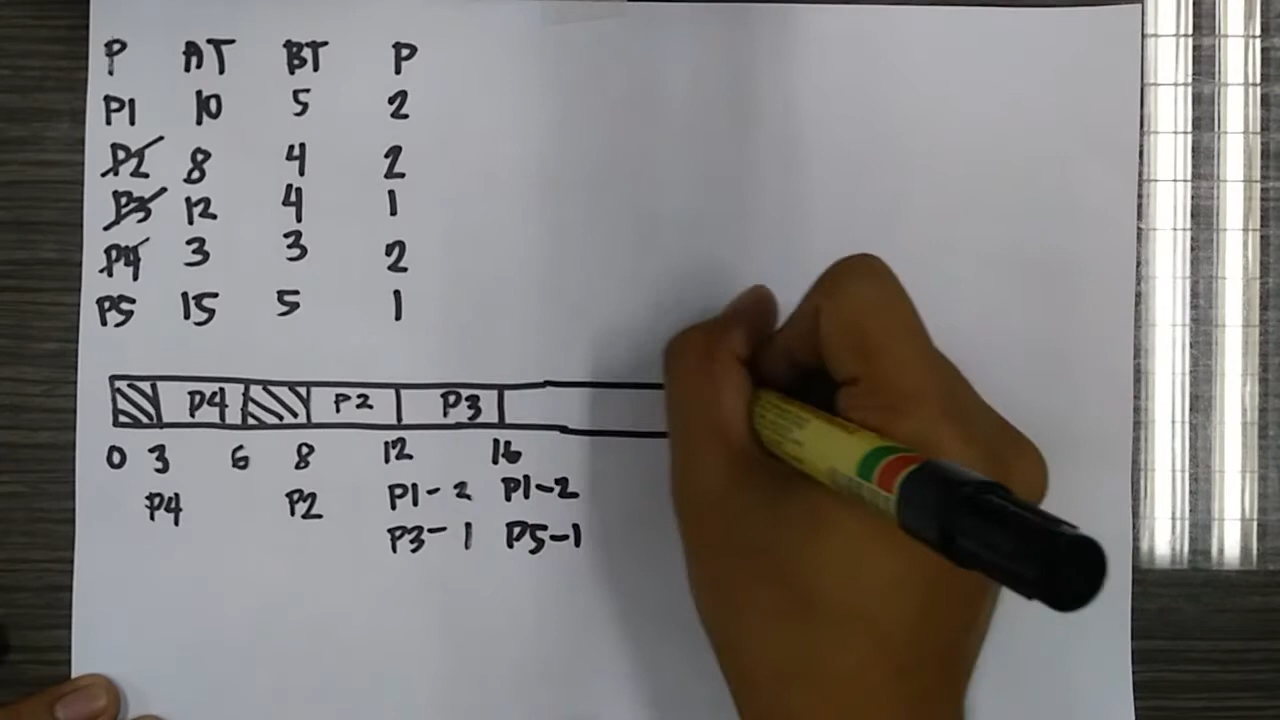 P AT BT P
P1 10 5 2
P2 8 4 2
P3 12 4 1
P4 3 3 2
P5 15 5 1
P4 P2 P3
0 3 6 8 12 16
P4 P2 P1-2 P1-2
P3-1 P5-1